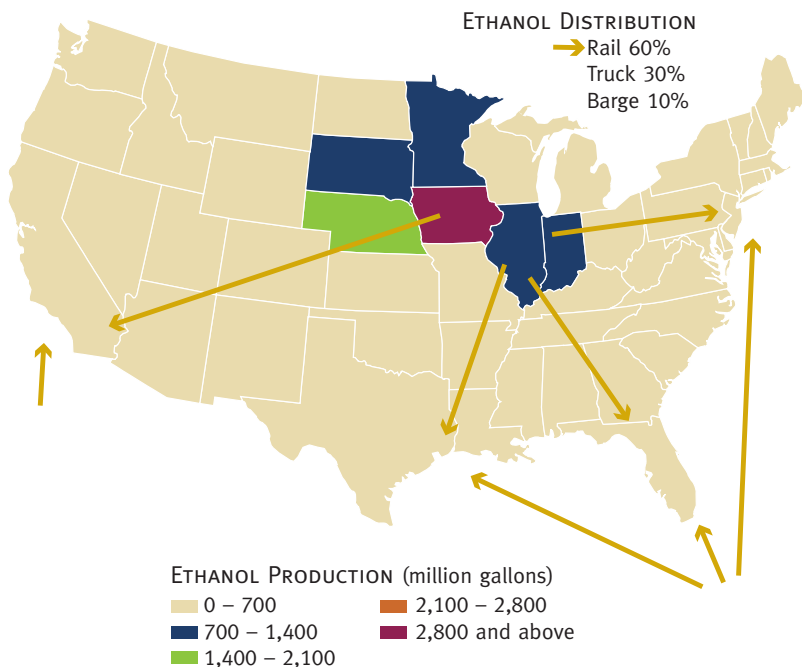 Ethanol Distribution
Rail 60%
Truck 30%
Barge 10%
Ethanol Production (million gallons)
0 – 700
700 – 1,400
1,400 – 2,100
2,100 – 2,800
2,800 and above